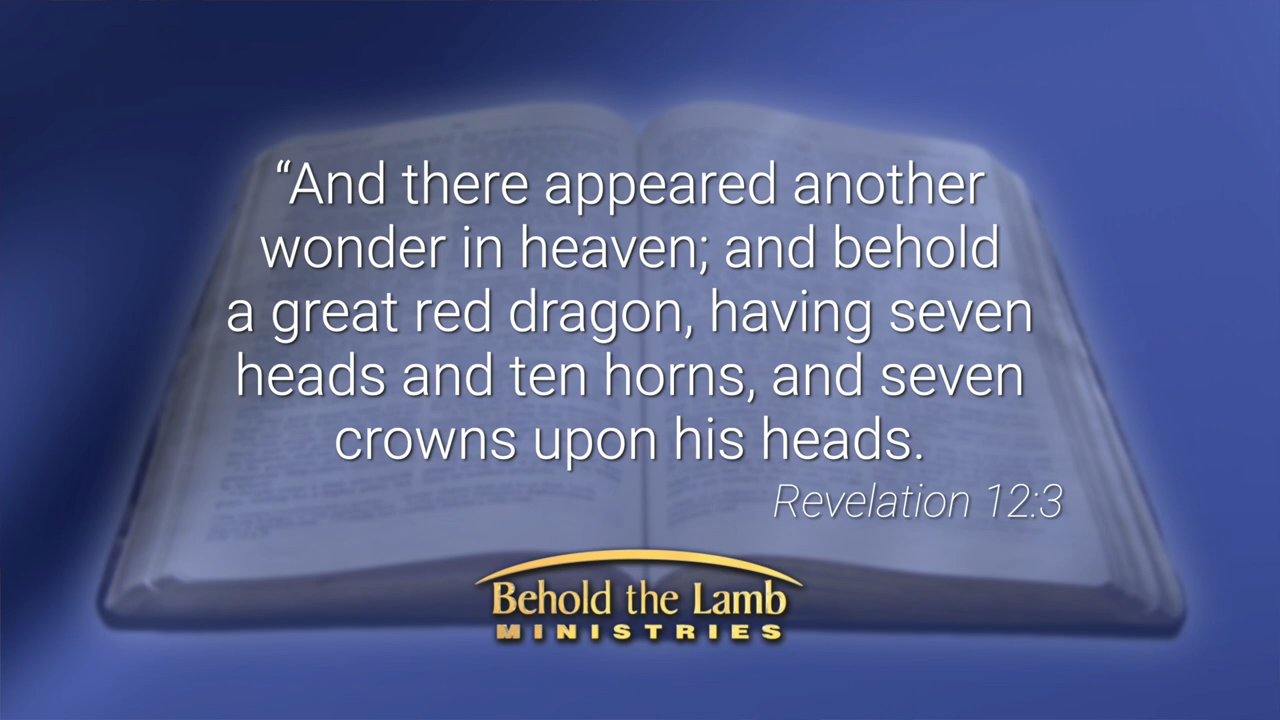 “And there appeared another
wonder in heaven; and behold
a great red dragon, having seven
heads and ten horns, and seven
crowns upon his heads.
Revelation 12:3
Behold the Lamb
MINISTRIES